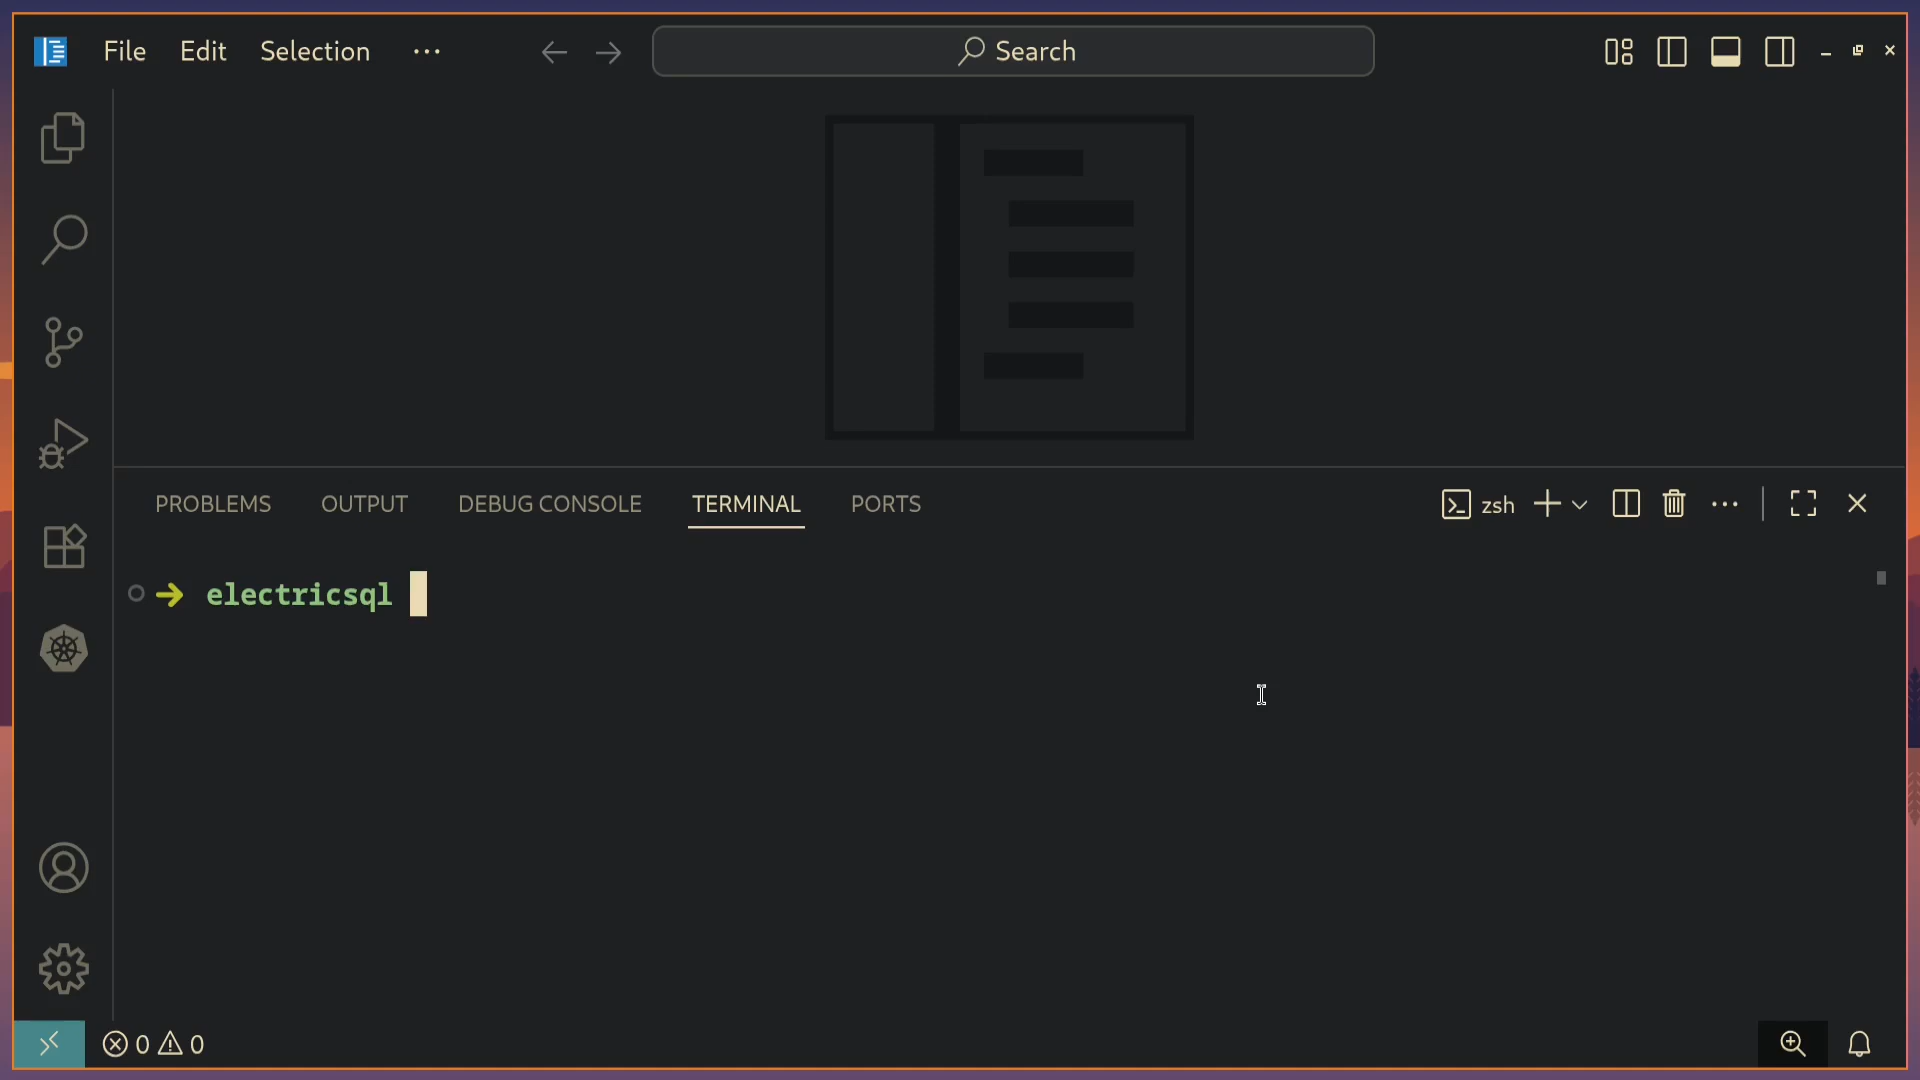 File Edit Selection ··· Search
PROBLEMS OUTPUT DEBUG CONSOLE TERMINAL PORTS zsh
electricsql
0 0